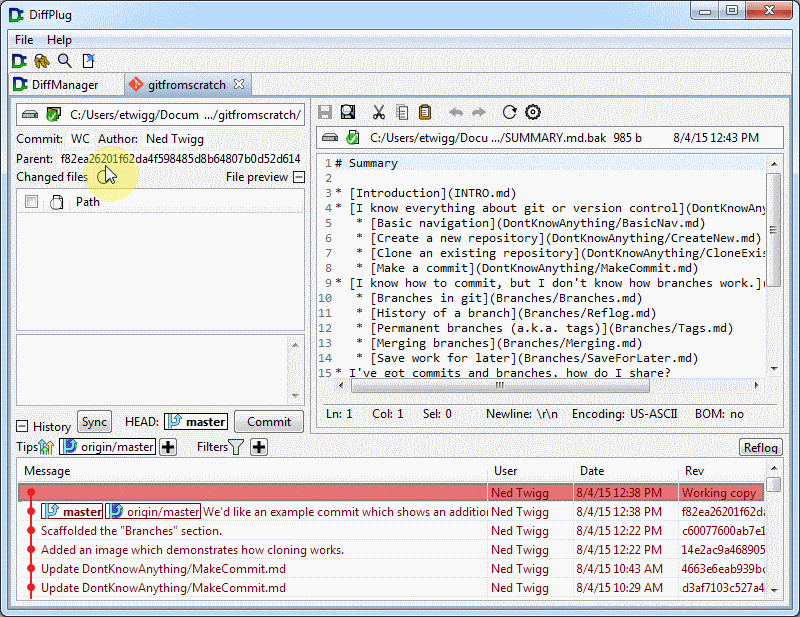 DiffPlug
File Help
DiffManager
gitfromscratch
C:/Users/etwigg/Docum .../gitfromscratch/
Commit: WC Author: Ned Twigg
Parent: f82ea26201f62da4f598485d8b64807b0d52d614
Changed files
File preview
Path
C:/Users/etwigg/Docu .../SUMMARY.md.bak 985 b 8/4/15 12:43 PM
1 # Summary
2
3 * [Introduction](INTRO.md)
4 * [I know everything about git or version control](DontKnowAny
5 * [Basic navigation](DontKnowAnything/BasicNav.md)
6 * [Create a new repository](DontKnowAnything/CreateNew.md)
7 * [Clone an existing repository](DontKnowAnything/CloneExis
8 * [Make a commit](DontKnowAnything/MakeCommit.md)
9 * [I know how to commit, but I don't know how branches work.](
10 * [Branches in git](Branches/Branches.md)
11 * [History of a branch](Branches/Reflog.md)
12 * [Permanent branches (a.k.a. tags)](Branches/Tags.md)
13 * [Merging branches](Branches/Merging.md)
14 * [Save work for later](Branches/SaveForLater.md)
15 * I've got commits and branches, how do I share?
Ln: 1 Col: 1 Sel: 0 Newline: \r\n Encoding: US-ASCII BOM: no
History Sync HEAD: master Commit
Tips origin/master Filters Reflog
Message User Date Rev
Ned Twigg 8/4/15 12:38 PM Working copy
master origin/master We'd like an example commit which shows an addition Ned Twigg 8/4/15 12:38 PM f82ea26201f62da
Scaffolded the "Branches" section. Ned Twigg 8/4/15 12:22 PM c60077600ab7e1
Added an image which demonstrates how cloning works. Ned Twigg 8/4/15 12:22 PM 14e2ac9a468905
Update DontKnowAnything/MakeCommit.md Ned Twigg 8/4/15 10:43 AM 4663e6eab939bc
Update DontKnowAnything/MakeCommit.md Ned Twigg 8/4/15 10:29 AM d3af7103c527a4